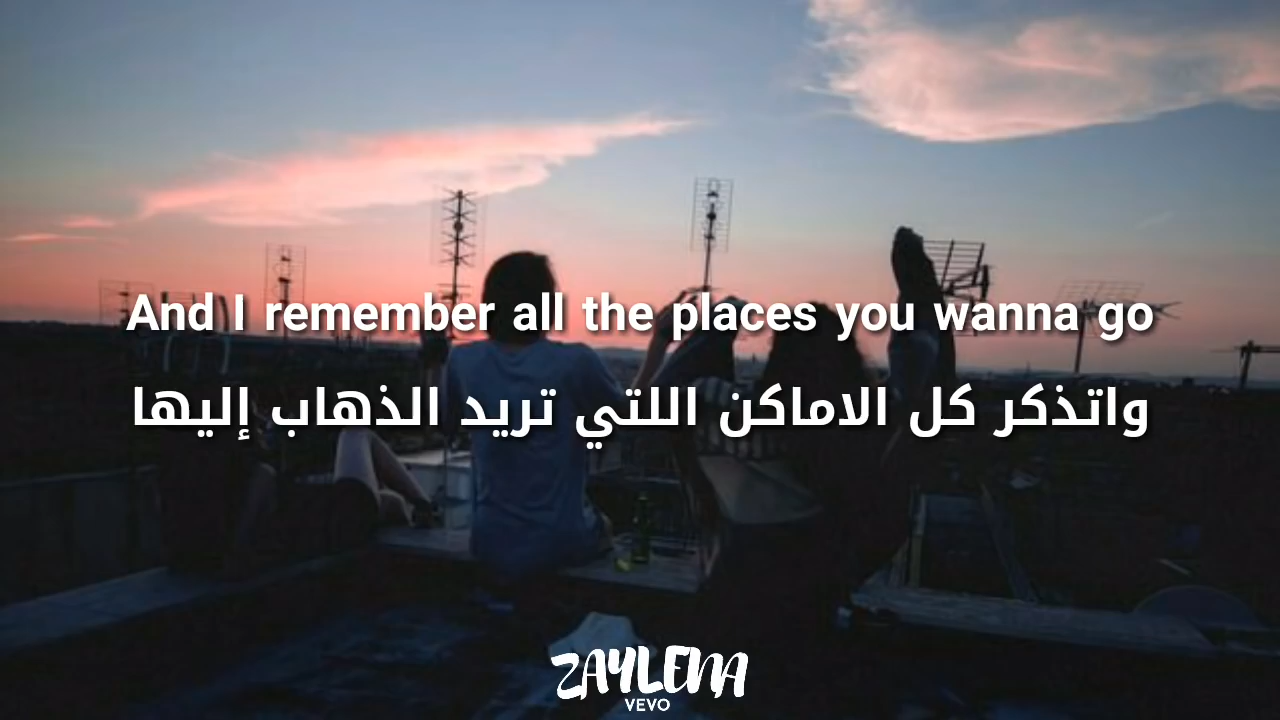 And I remember all the places you wanna go
واتذكر كل الاماكن اللتي تريد الذهاب إليها
ZAYLENA
VEVO